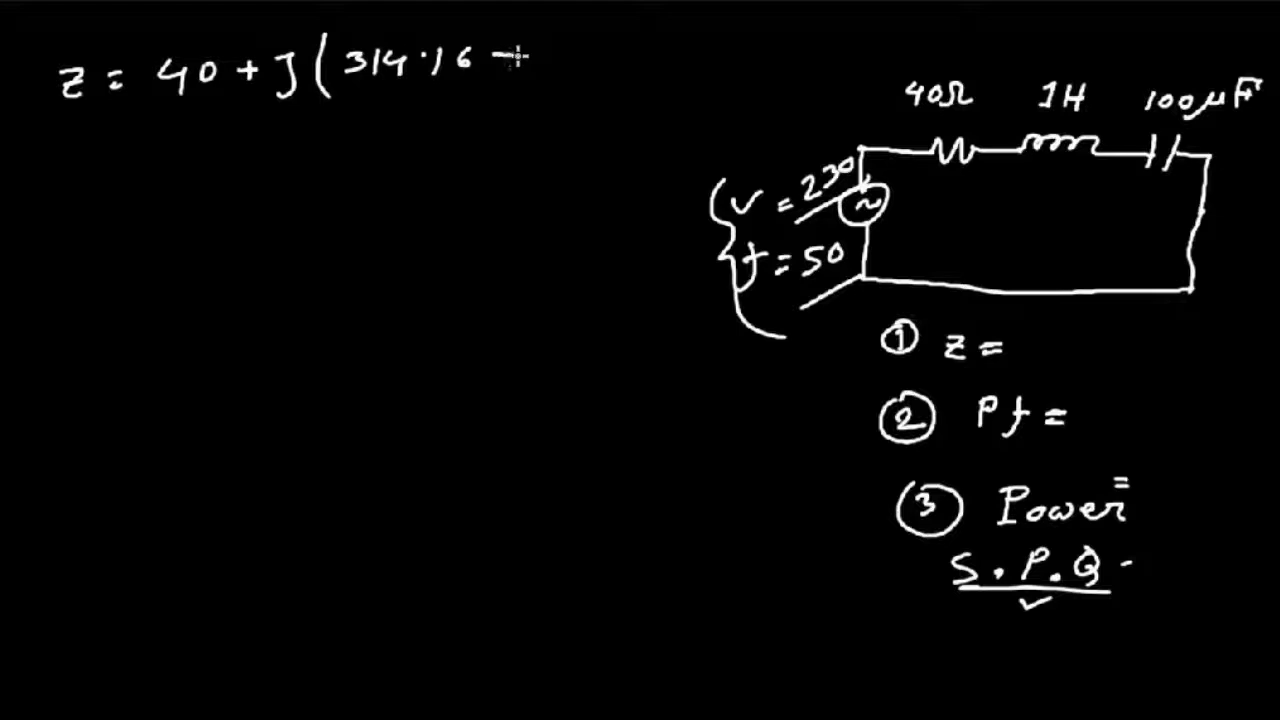 z = 40 + J ( 314.16 -
40Ω 1H 100μF
V = 230
~
f = 50
① z =
② Pf =
③ Power =
S . P . Q -